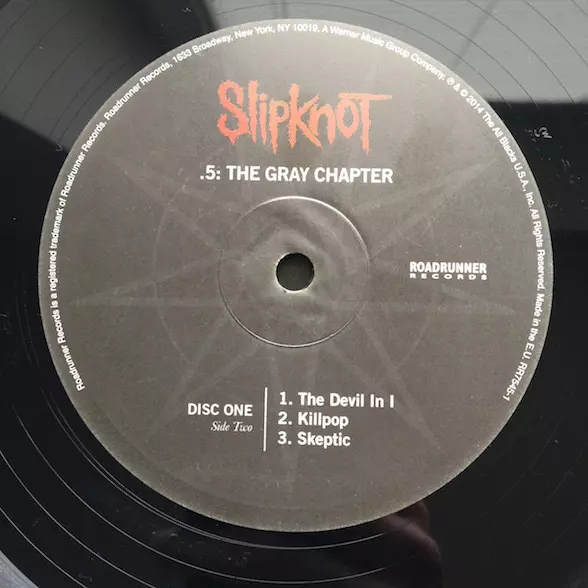 Roadrunner Records is a registered trademark of Roadrunner Records. Roadrunner Records, 1633 Broadway, New York, NY 10019, A Warner Music Group Company. ℗ & © 2014 The All Blacks U.S.A., Inc. All Rights Reserved. Made in the E.U. RR7545-1
SlipKnoT
.5: THE GRAY CHAPTER
ROADRUNNER
RECORDS
DISC ONE
Side Two
1. The Devil In I
2. Killpop
3. Skeptic